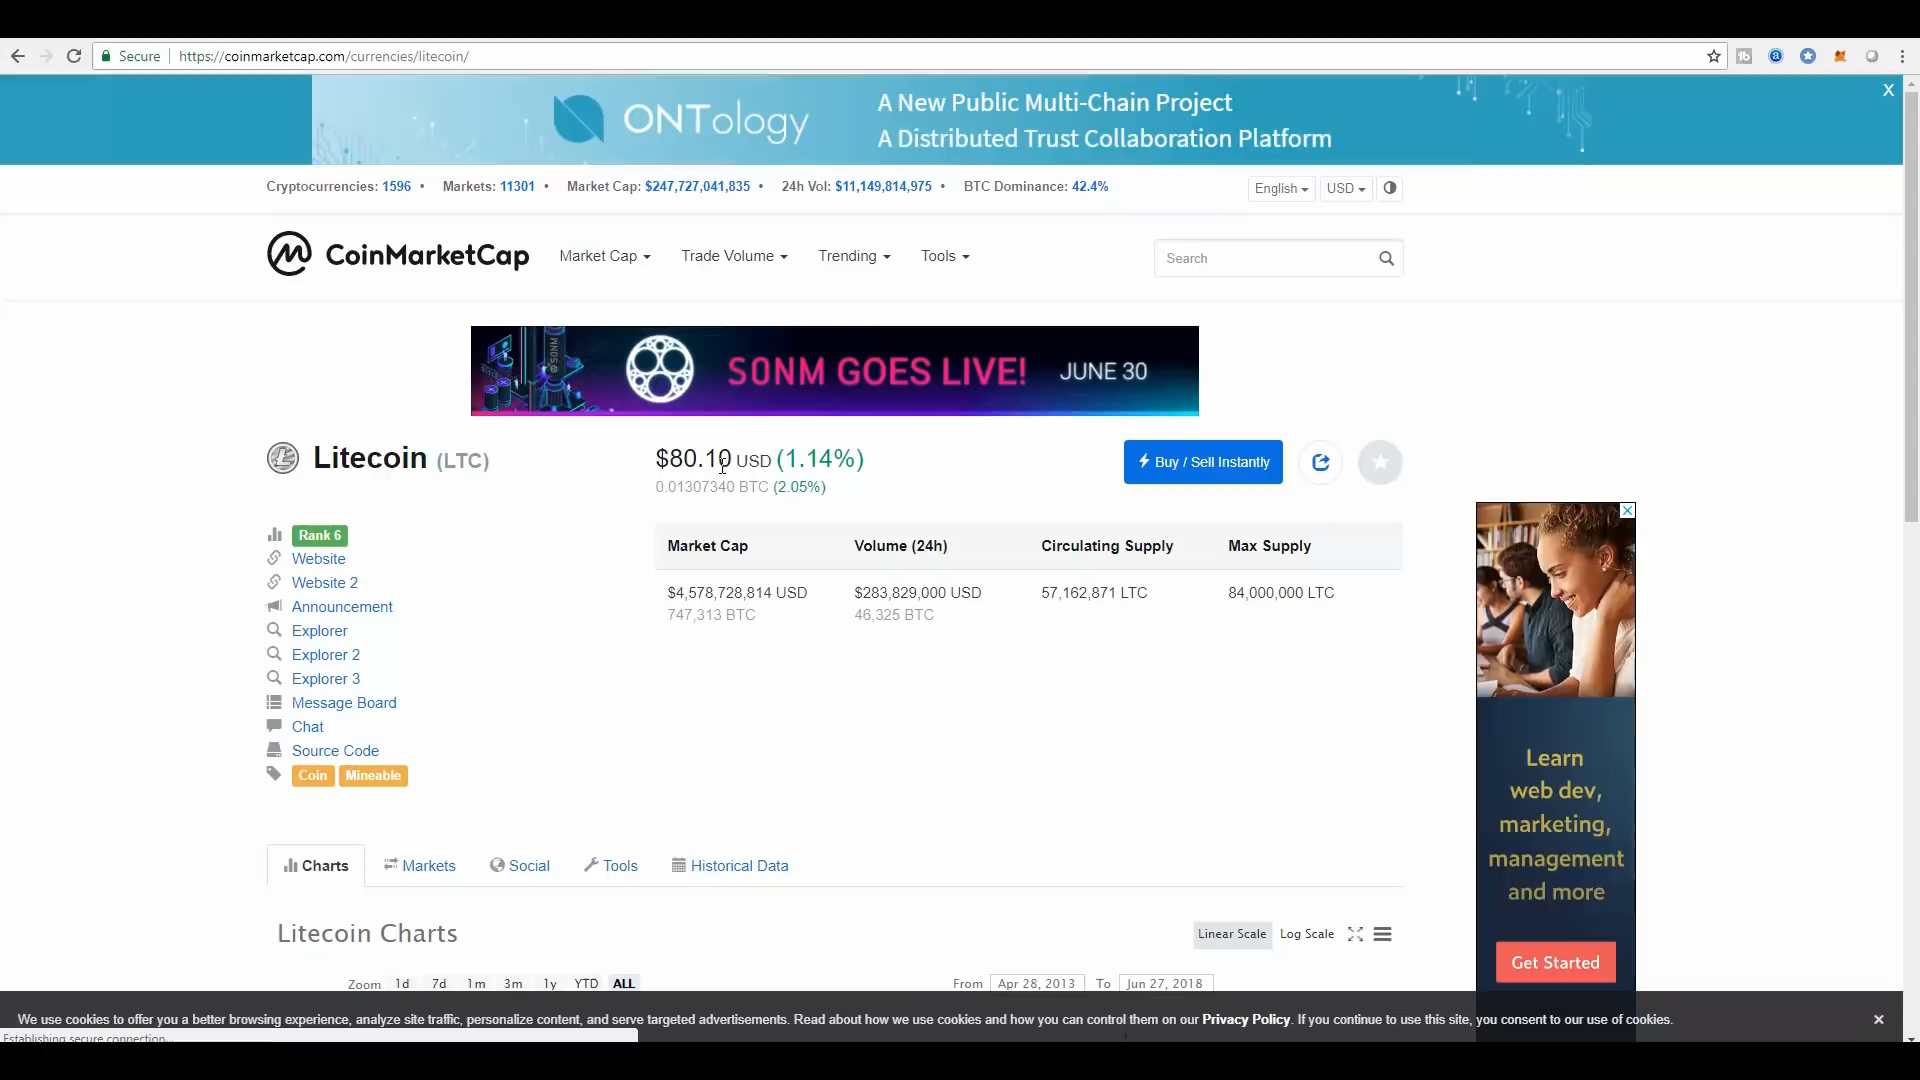 Secure https://coinmarketcap.com/currencies/litecoin/
ONTology
A New Public Multi-Chain Project
A Distributed Trust Collaboration Platform
X
Cryptocurrencies: 1596 • Markets: 11301 • Market Cap: $247,727,041,835 • 24h Vol: $11,149,814,975 • BTC Dominance: 42.4%
English USD
CoinMarketCap Market Cap Trade Volume Trending Tools Search
SONM
SONM GOES LIVE! JUNE 30
Litecoin (LTC) $80.10 USD (1.14%)
0.01307340 BTC (2.05%)
Buy / Sell Instantly
Rank 6
Website
Website 2
Announcement
Explorer
Explorer 2
Explorer 3
Message Board
Chat
Source Code
Coin Mineable
Market Cap Volume (24h) Circulating Supply Max Supply
$4,578,728,814 USD $283,829,000 USD 57,162,871 LTC 84,000,000 LTC
747,313 BTC 46,325 BTC
Learn
web dev,
marketing,
management
and more
Get Started
Charts Markets Social Tools Historical Data
Litecoin Charts
Linear Scale Log Scale
Zoom 1d 7d 1m 3m 1y YTD ALL From Apr 28, 2013 To Jun 27, 2018
We use cookies to offer you a better browsing experience, analyze site traffic, personalize content, and serve targeted advertisements. Read about how we use cookies and how you can control them on our Privacy Policy. If you continue to use this site, you consent to our use of cookies.
Establishing secure connection...